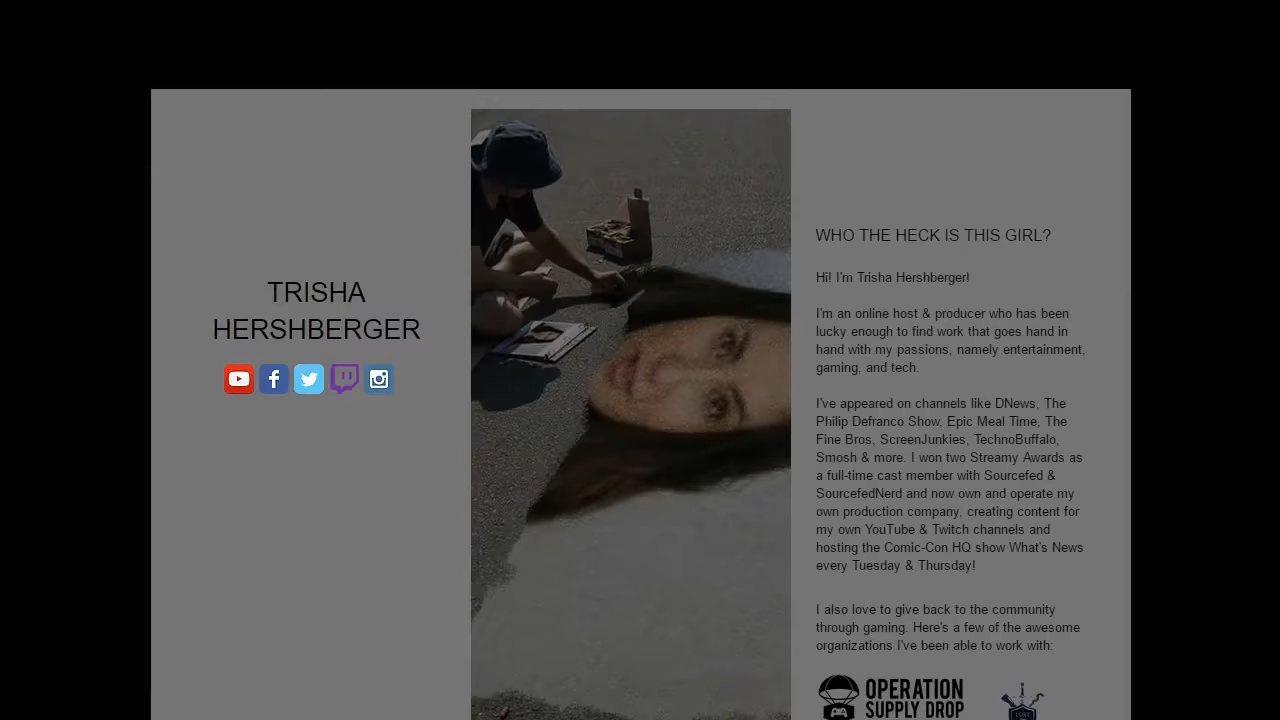 TRISHA
HERSHBERGER
WHO THE HECK IS THIS GIRL?
Hi! I'm Trisha Hershberger!
I'm an online host & producer who has been
lucky enough to find work that goes hand in
hand with my passions, namely entertainment,
gaming, and tech.
I've appeared on channels like DNews, The
Philip Defranco Show, Epic Meal Time, The
Fine Bros, ScreenJunkies, TechnoBuffalo,
Smosh & more. I won two Streamy Awards as
a full-time cast member with Sourcefed &
SourcefedNerd and now own and operate my
own production company, creating content for
my own YouTube & Twitch channels and
hosting the Comic-Con HQ show What's News
every Tuesday & Thursday!
I also love to give back to the community
through gaming. Here's a few of the awesome
organizations I've been able to work with:
OPERATION
SUPPLY DROP